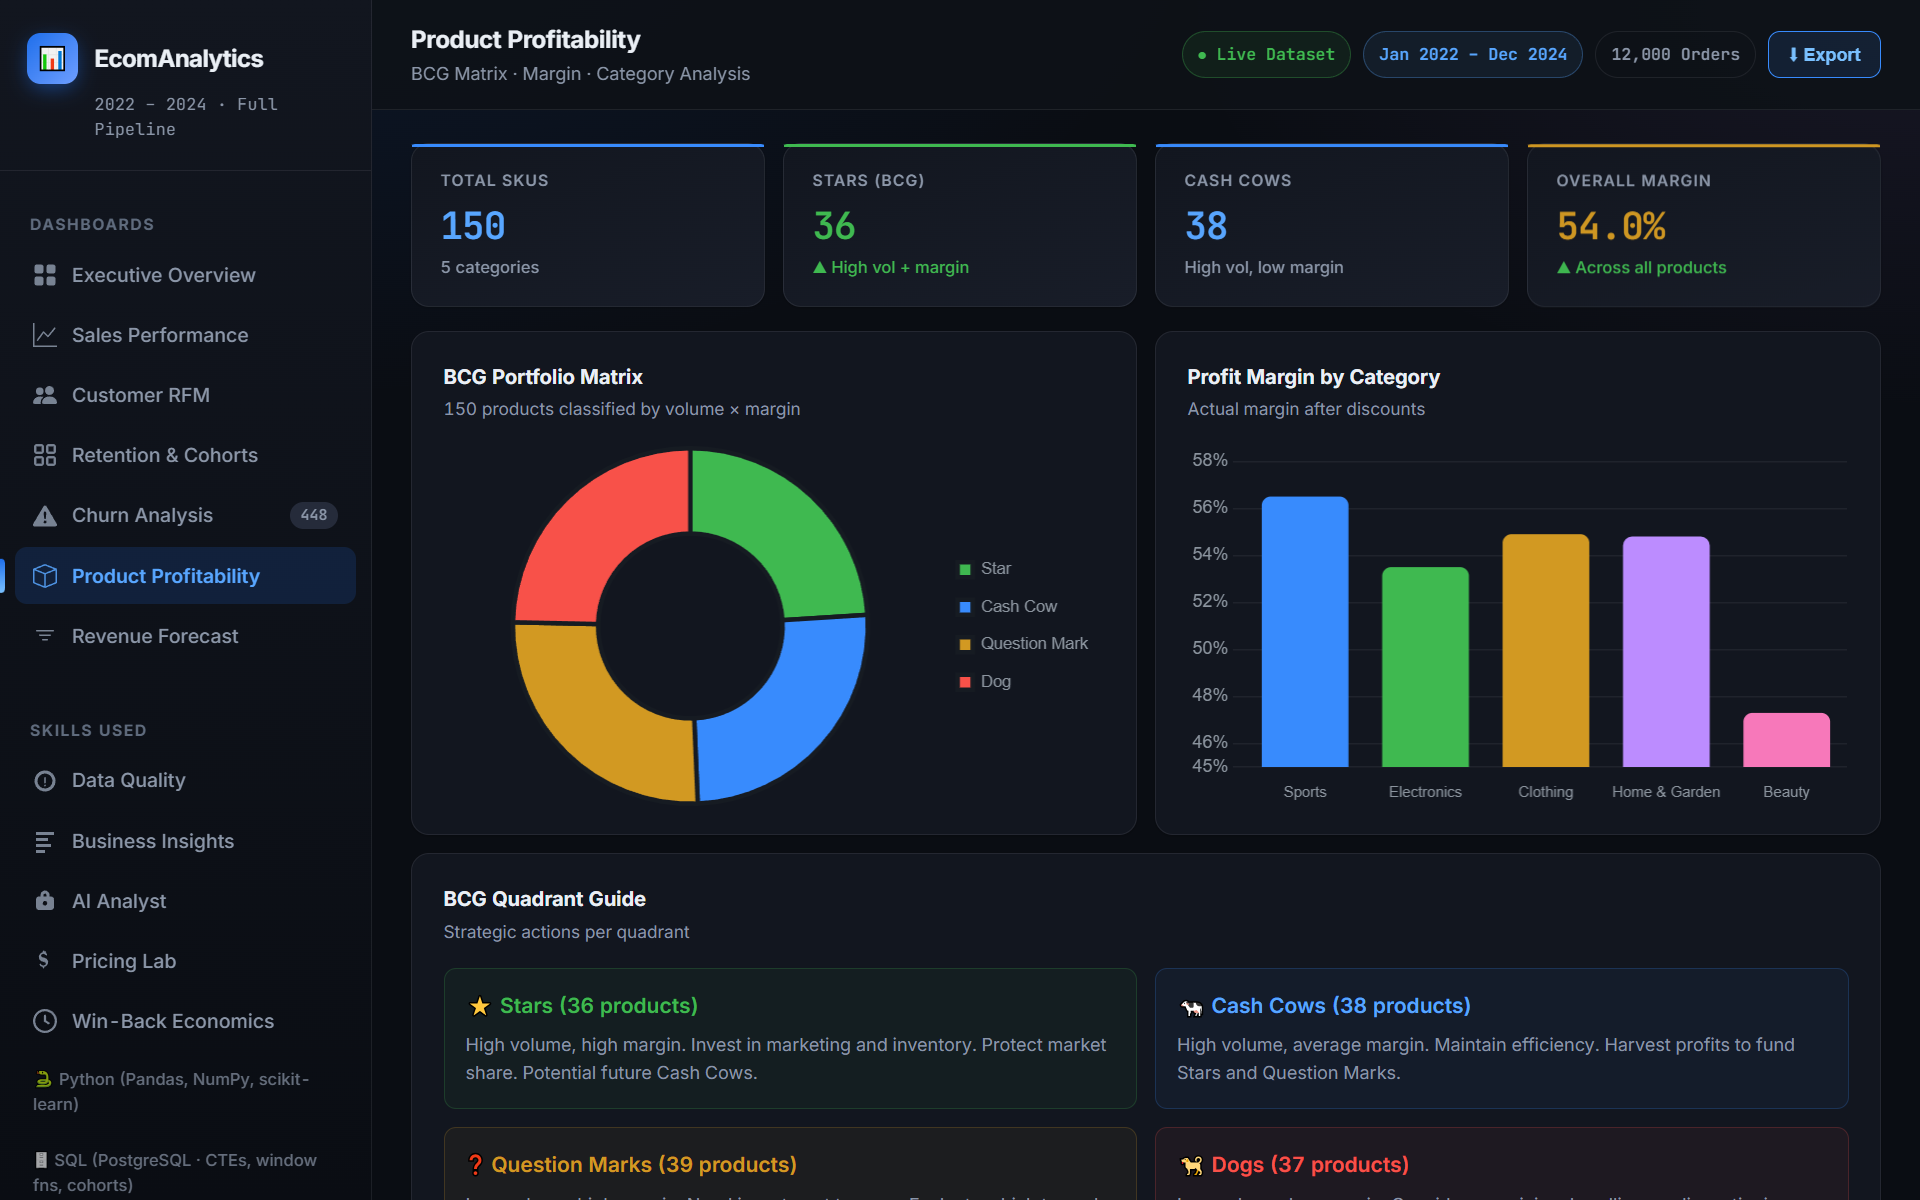 EcomAnalytics
2022 – 2024 · Full
Pipeline
DASHBOARDS
Executive Overview
Sales Performance
Customer RFM
Retention & Cohorts
Churn Analysis 448
Product Profitability
Revenue Forecast
SKILLS USED
Data Quality
Business Insights
AI Analyst
Pricing Lab
Win-Back Economics
Python (Pandas, NumPy, scikit-
learn)
SQL (PostgreSQL · CTEs, window
fns, cohorts)
Product Profitability
BCG Matrix · Margin · Category Analysis
● Live Dataset
Jan 2022 – Dec 2024
12,000 Orders
⬇ Export
TOTAL SKUS
150
5 categories
STARS (BCG)
36
▲ High vol + margin
CASH COWS
38
High vol, low margin
OVERALL MARGIN
54.0%
▲ Across all products
BCG Portfolio Matrix
150 products classified by volume × margin
Star
Cash Cow
Question Mark
Dog
Profit Margin by Category
Actual margin after discounts
58%
56%
54%
52%
50%
48%
46%
45%
Sports Electronics Clothing Home & Garden Beauty
BCG Quadrant Guide
Strategic actions per quadrant
⭐ Stars (36 products)
High volume, high margin. Invest in marketing and inventory. Protect market
share. Potential future Cash Cows.
🐄 Cash Cows (38 products)
High volume, average margin. Maintain efficiency. Harvest profits to fund
Stars and Question Marks.
❓ Question Marks (39 products)
🐕 Dogs (37 products)